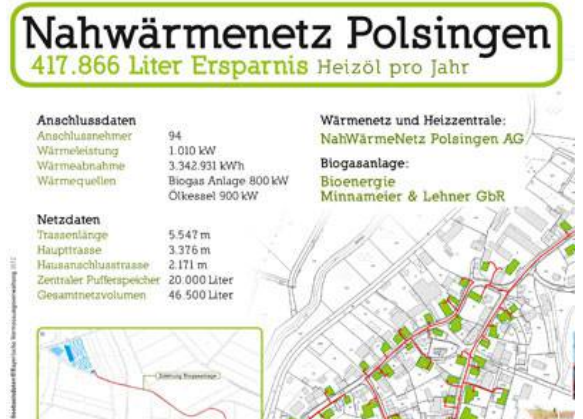 Nahwärmenetz Polsingen
417.866 Liter Ersparnis Heizöl pro Jahr
Anschlussdaten
Anschlussnehmer 94
Wärmeleistung 1.010 kW
Wärmeabnahme 3.342.931 kWh
Wärmequellen Biogas Anlage 800 kW
Ölkessel 900 kW
Netzdaten
Trassenlänge 5.547 m
Haupttrasse 3.376 m
Hausanschlusstrasse 2.171 m
Zentraler Pufferspeicher 20.000 Liter
Gesamtnetzvolumen 46.500 Liter
Wärmenetz und Heizzentrale:
NahWärmeNetz Polsingen AG
Biogasanlage:
Bioenergie
Minnameier & Lehner GbR